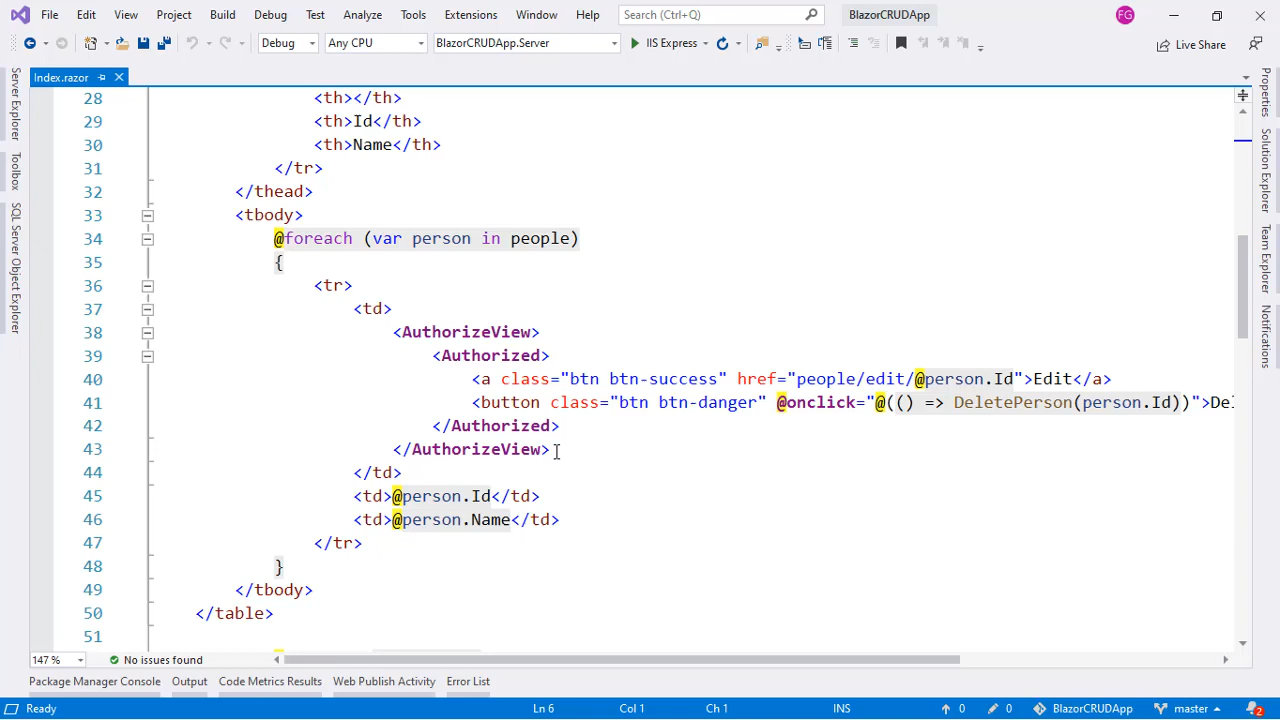 File Edit View Project Build Debug Test Analyze Tools Extensions Window Help Search (Ctrl+Q) BlazorCRUDApp FG
Debug Any CPU BlazorCRUDApp.Server IIS Express Live Share
Index.razor
Server Explorer
Toolbox
SQL Server Object Explorer
28 <th></th>
29 <th>Id</th>
30 <th>Name</th>
31 </tr>
32 </thead>
33 <tbody>
34 @foreach (var person in people)
35 {
36 <tr>
37 <td>
38 <AuthorizeView>
39 <Authorized>
40 <a class="btn btn-success" href="people/edit/@person.Id">Edit</a>
41 <button class="btn btn-danger" @onclick="@(() => DeletePerson(person.Id))">Del
42 </Authorized>
43 </AuthorizeView>
44 </td>
45 <td>@person.Id</td>
46 <td>@person.Name</td>
47 </tr>
48 }
49 </tbody>
50 </table>
51
Properties
Solution Explorer
Team Explorer
Notifications
147 % No issues found
Package Manager Console Output Code Metrics Results Web Publish Activity Error List
Ready Ln 6 Col 1 Ch 1 INS 0 0 BlazorCRUDApp master 2